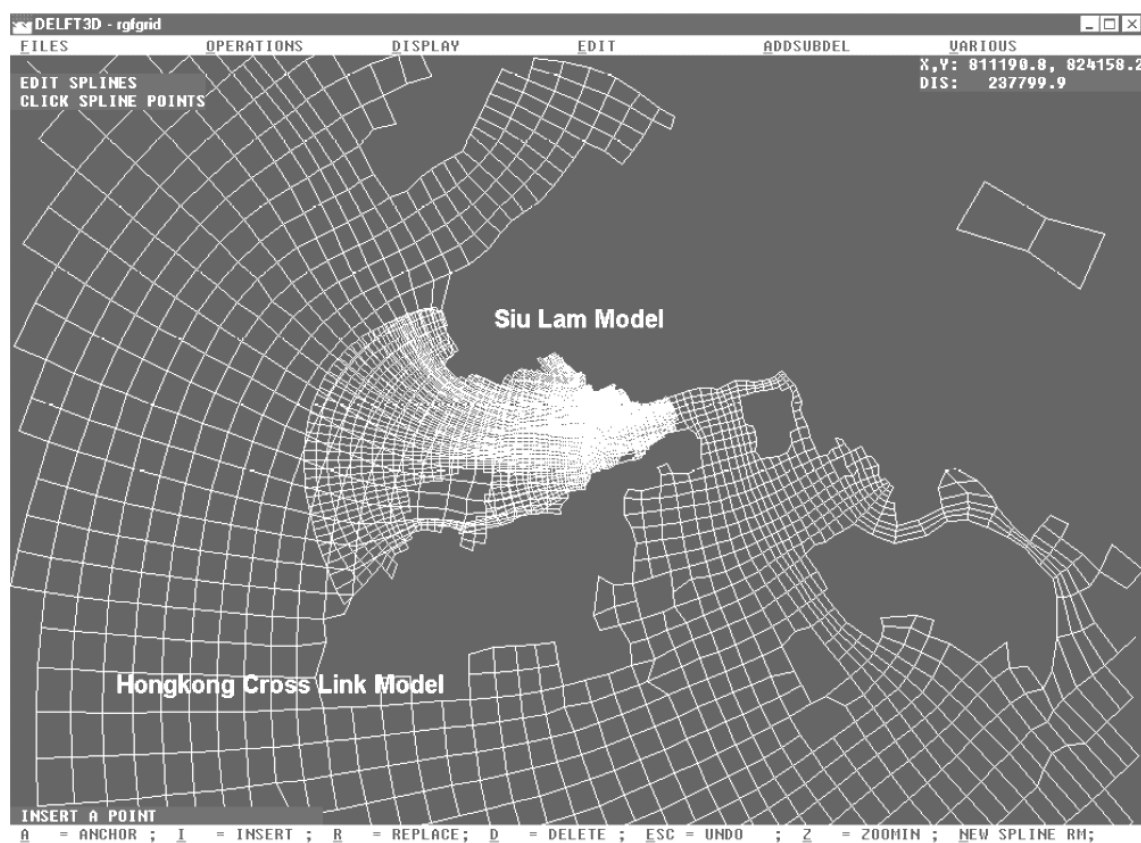 DELFT3D - rgfgrid
FILES OPERATIONS DISPLAY EDIT ADDSUBDEL VARIOUS
X,Y: 811190.8, 824158.2
DIS: 237799.9
EDIT SPLINES
CLICK SPLINE POINTS
Siu Lam Model
Hongkong Cross Link Model
INSERT A POINT
A = ANCHOR ; I = INSERT ; R = REPLACE; D = DELETE ; ESC = UNDO ; Z = ZOOMIN ; NEW SPLINE RM;